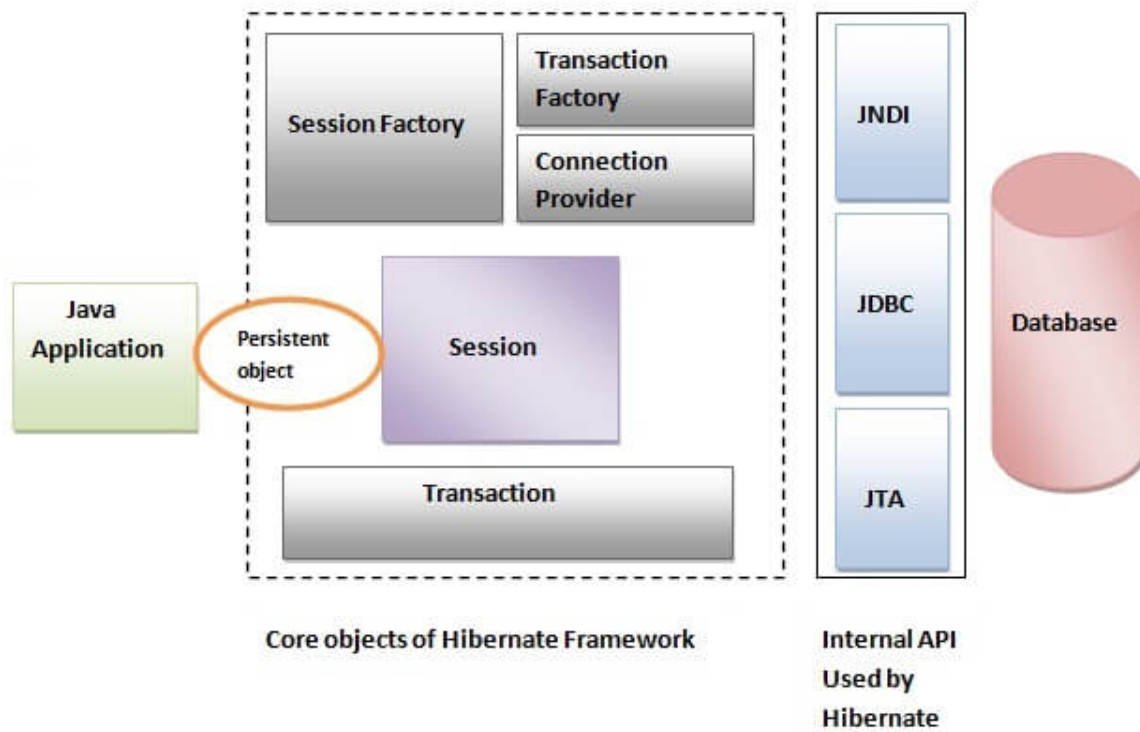 Session Factory
Transaction
Factory
Connection
Provider
JNDI
Java
Application
Persistent
object
Session
JDBC
Database
Transaction
JTA
Core objects of Hibernate Framework
Internal API
Used by
Hibernate